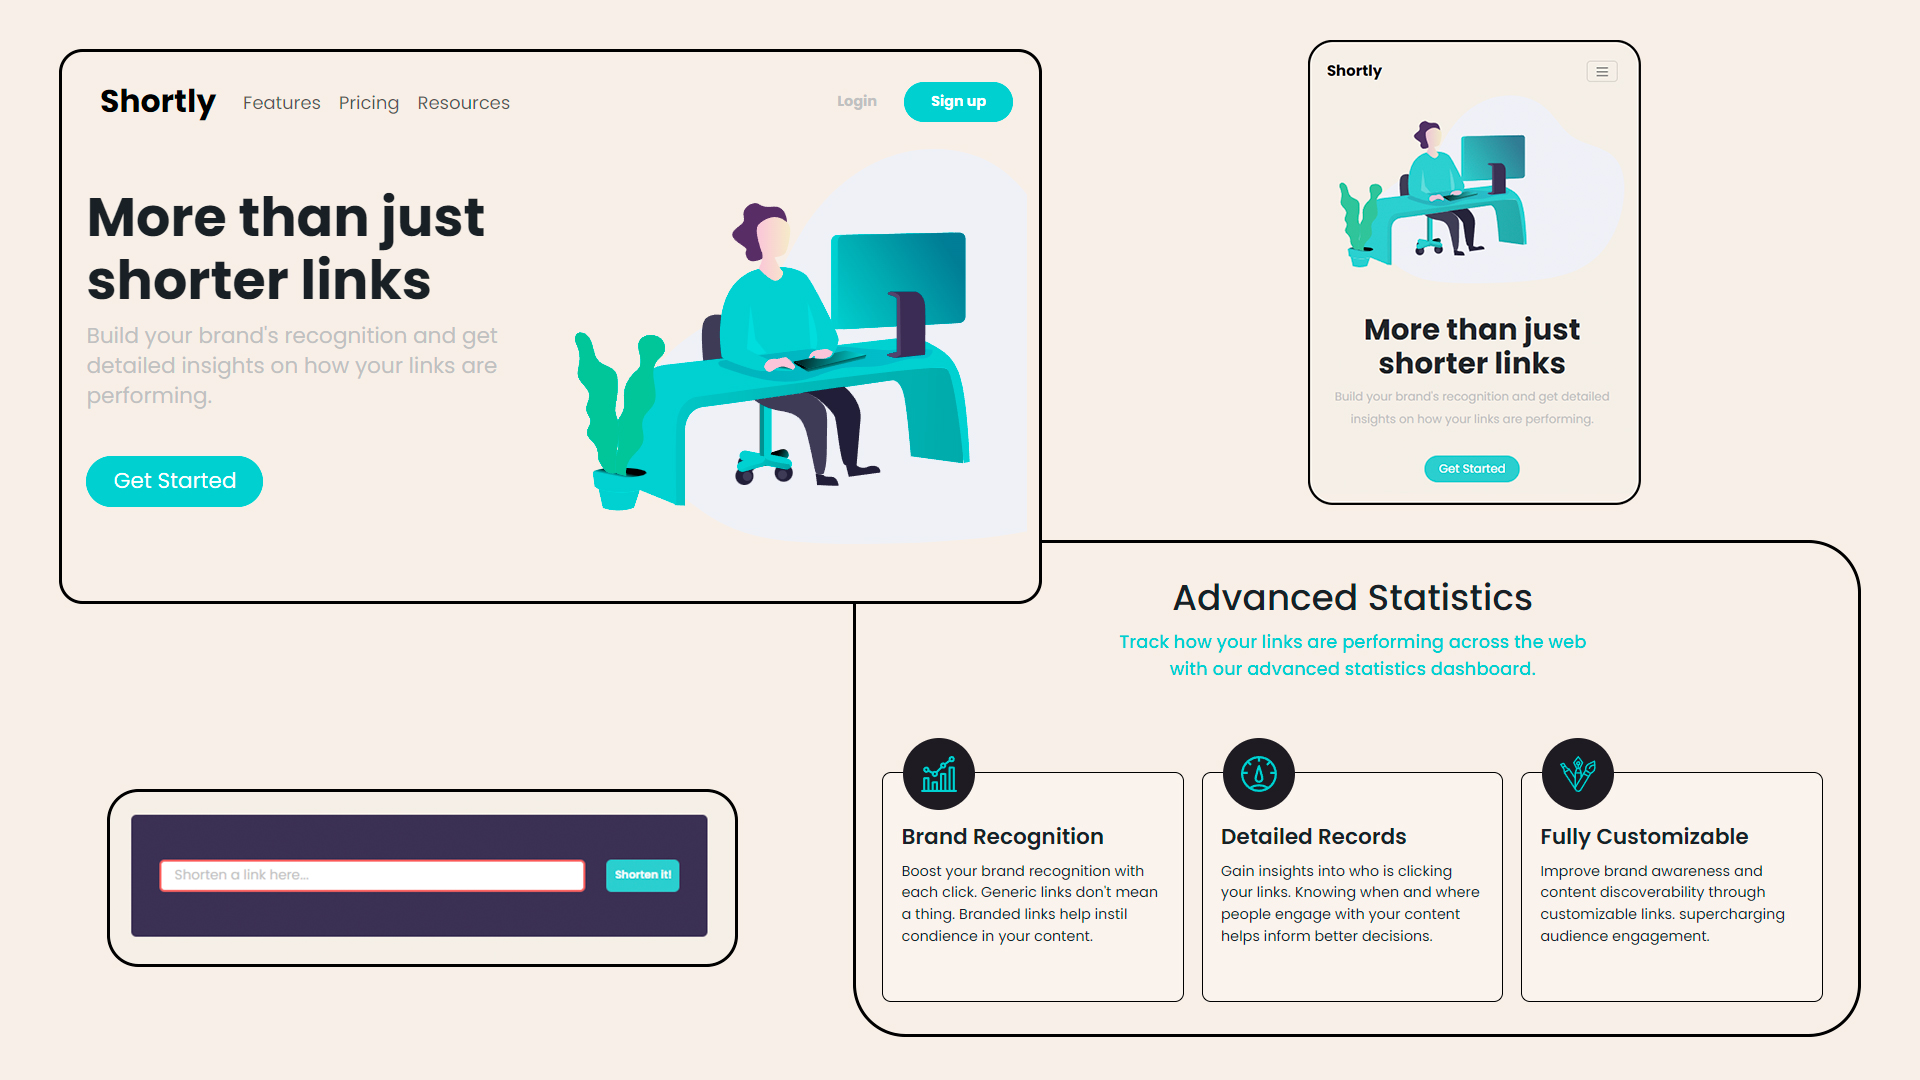 Shortly
Features Pricing Resources
Login
Sign up
More than just
shorter links
Build your brand's recognition and get
detailed insights on how your links are
performing.
Get Started
Shortly
More than just
shorter links
Build your brand's recognition and get detailed
insights on how your links are performing.
Get Started
Advanced Statistics
Track how your links are performing across the web
with our advanced statistics dashboard.
Shorten a link here...
Shorten it!
Brand Recognition
Boost your brand recognition with
each click. Generic links don't mean
a thing. Branded links help instil
condience in your content.
Detailed Records
Gain insights into who is clicking
your links. Knowing when and where
people engage with your content
helps inform better decisions.
Fully Customizable
Improve brand awareness and
content discoverability through
customizable links. supercharging
audience engagement.